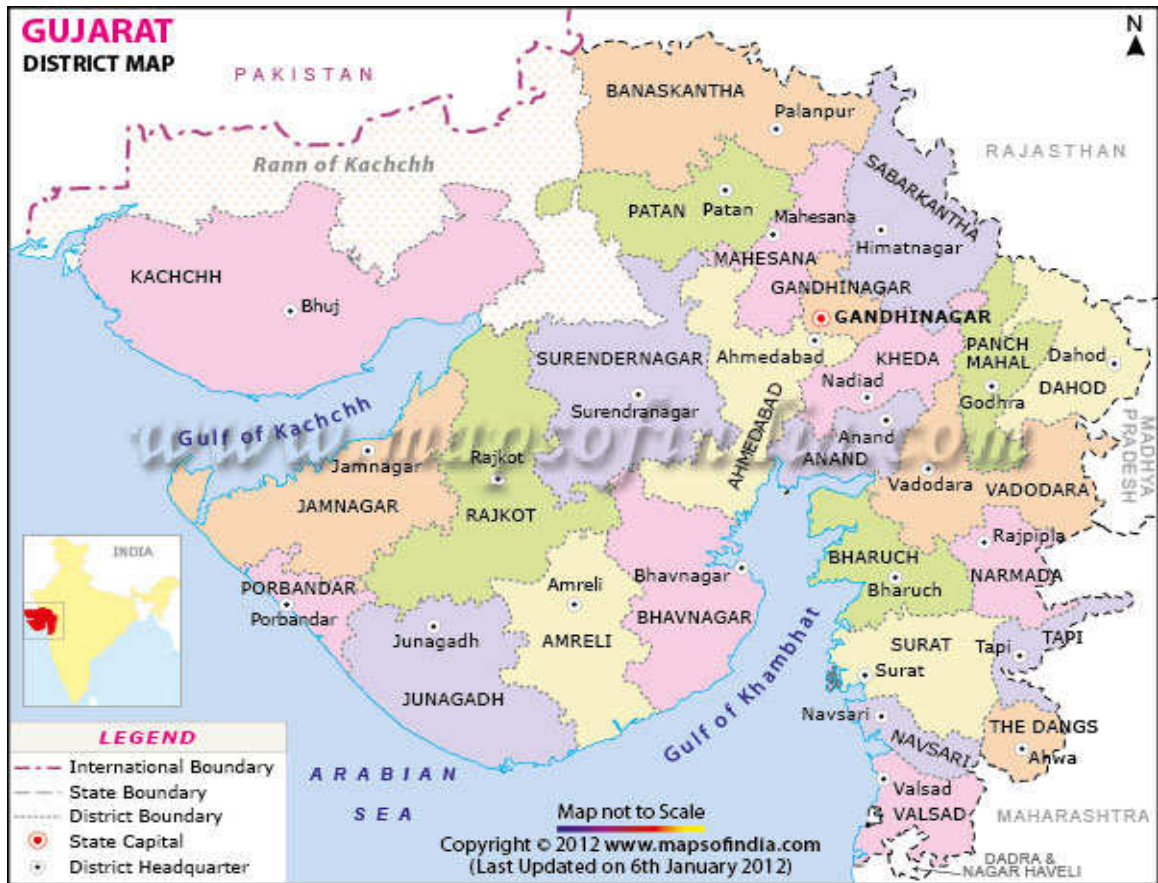 GUJARAT
DISTRICT MAP
N
PAKISTAN
Rann of Kachchh
BANASKANTHA
Palanpur
RAJASTHAN
SABARKANTHA
PATAN
Patan
Mahesana
Himatnagar
MAHESANA
KACHCHH
GANDHINAGAR
Bhuj
GANDHINAGAR
SURENDERNAGAR
Ahmedabad
KHEDA
PANCH
MAHAL
Dahod
DAHOD
Nadiad
Godhra
Surendranagar
AHMEDABAD
Gulf of Kachchh
Anand
ANAND
MADHYA
PRADESH
www.mapsofindia.com
Jamnagar
Rajkot
Vadodara
VADODARA
JAMNAGAR
RAJKOT
Rajpipla
INDIA
BHARUCH
NARMADA
Bharuch
PORBANDAR
Porbandar
Amreli
Bhavnagar
BHAVNAGAR
Junagadh
AMRELI
SURAT
Surat
Tapi
TAPI
Gulf of Khambhat
JUNAGADH
Navsari
NAVSARI
THE DANGS
Ahwa
LEGEND
International Boundary
State Boundary
District Boundary
State Capital
District Headquarter
ARABIAN
SEA
Valsad
VALSAD
MAHARASHTRA
Map not to Scale
Copyright © 2012 www.mapsofindia.com
(Last Updated on 6th January 2012)
DADRA &
NAGAR HAVELI